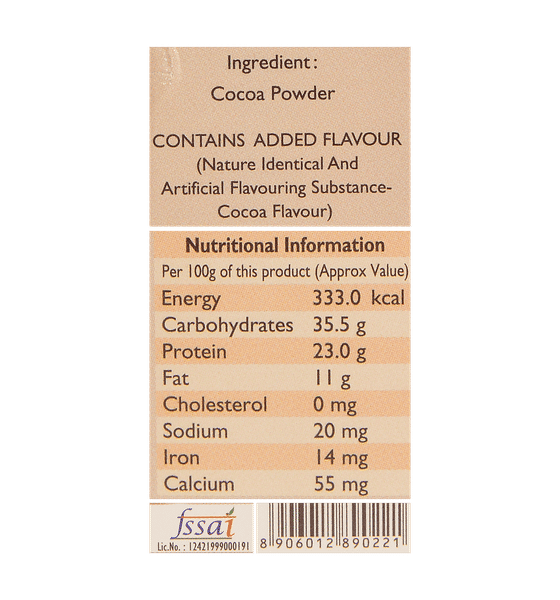 Ingredient :
Cocoa Powder
CONTAINS ADDED FLAVOUR
(Nature Identical And
Artificial Flavouring Substance-
Cocoa Flavour)
Nutritional Information
Per 100g of this product (Approx Value)
Energy 333.0 kcal
Carbohydrates 35.5 g
Protein 23.0 g
Fat 11 g
Cholesterol 0 mg
Sodium 20 mg
Iron 14 mg
Calcium 55 mg
fssai
Lic.No. : 12421999000191
8 906012 890221